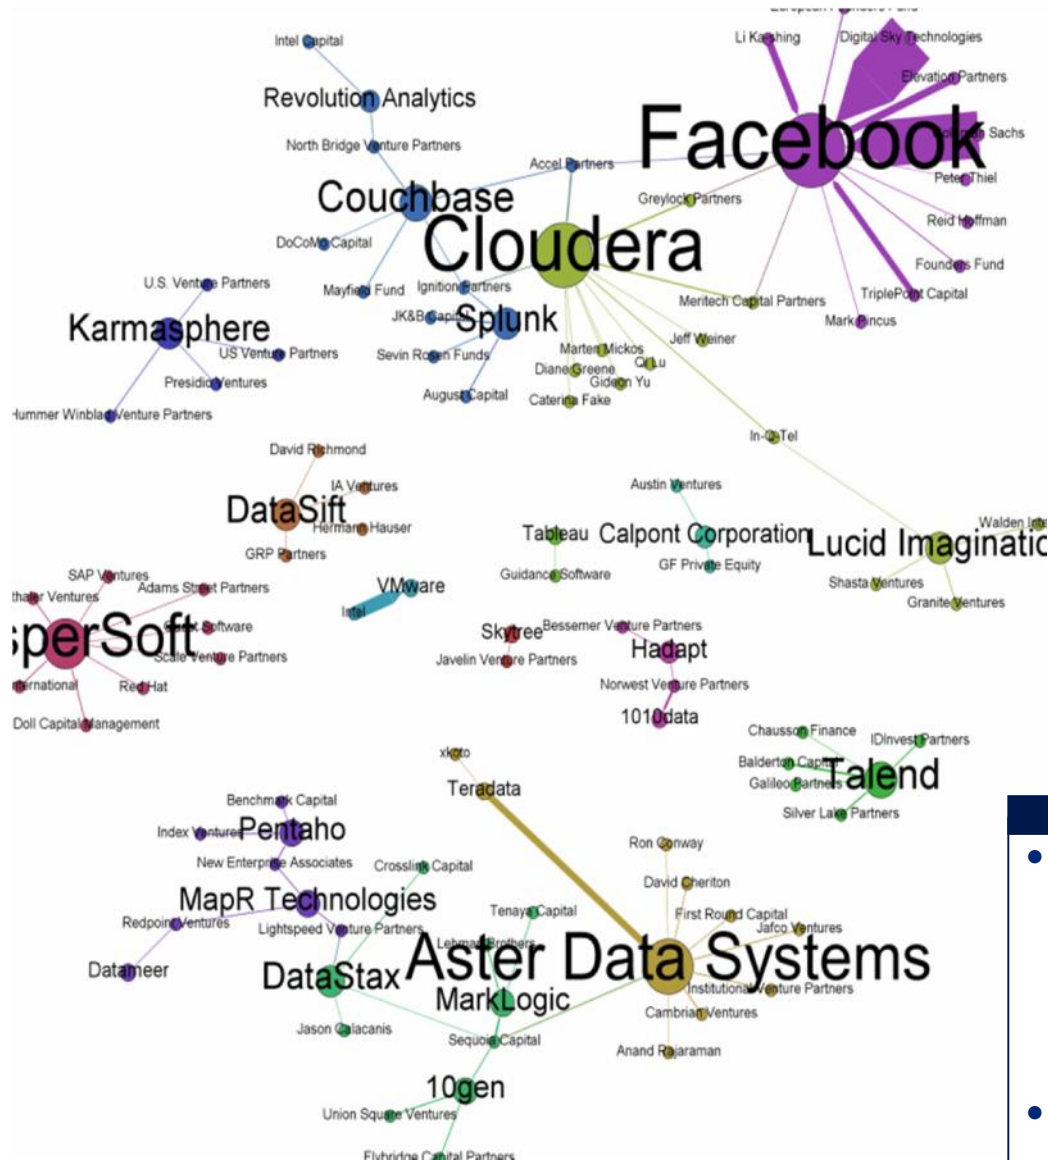 European Founders Fund
Li Ka-shing
Digital Sky Technologies
Intel Capital
Elevation Partners
Revolution Analytics
Facebook
Sachs
North Bridge Venture Partners
Accel Partners
Peter Thiel
Couchbase
Greylock Partners
Reid Hoffman
DoCoMo Capital
Cloudera
Founders Fund
U.S. Venture Partners
Mayfield Fund
Ignition Partners
TriplePoint Capital
Meritech Capital Partners
Karmasphere
JK&B Capital
Splunk
Mark Pincus
Jeff Weiner
US Venture Partners
Sevin Rosen Funds
Marten Mickos
Qi Lu
Diane Greene
Presidio Ventures
Gideon Yu
August Capital
Caterina Fake
Hummer Winblad Venture Partners
In-Q-Tel
David Richmond
IA Ventures
Austin Ventures
DataSift
Hermann Hauser
Tableau
Calpont Corporation
Walden Inte
Lucid Imaginatio
GRP Partners
GF Private Equity
SAP Ventures
Guidance Software
Adams Street Partners
VMware
Shasta Ventures
thaler Ventures
Intel
Granite Ventures
sperSoft
Software
Skytree
Bessemer Venture Partners
Hadapt
Scale Venture Partners
Javelin Venture Partners
ernational
Red Hat
Norwest Venture Partners
Doll Capital Management
1010data
Chausson Finance
IDInvest Partners
xkoto
Balderton Capital
Talend
Galileo Partners
Teradata
Benchmark Capital
Silver Lake Partners
Index Ventures
Pentaho
Ron Conway
New Enterprise Associates
Crosslink Capital
David Cheriton
MapR Technologies
Tenaya Capital
First Round Capital
Redpoint Ventures
Lightspeed Venture Partners
Jafco Ventures
Lehman Brothers
Datameer
DataStax
Aster Data Systems
MarkLogic
Institutional Venture Partners
Cambrian Ventures
Jason Calacanis
Sequoia Capital
Anand Rajaraman
10gen
Union Square Ventures
Flybridge Capital Partners